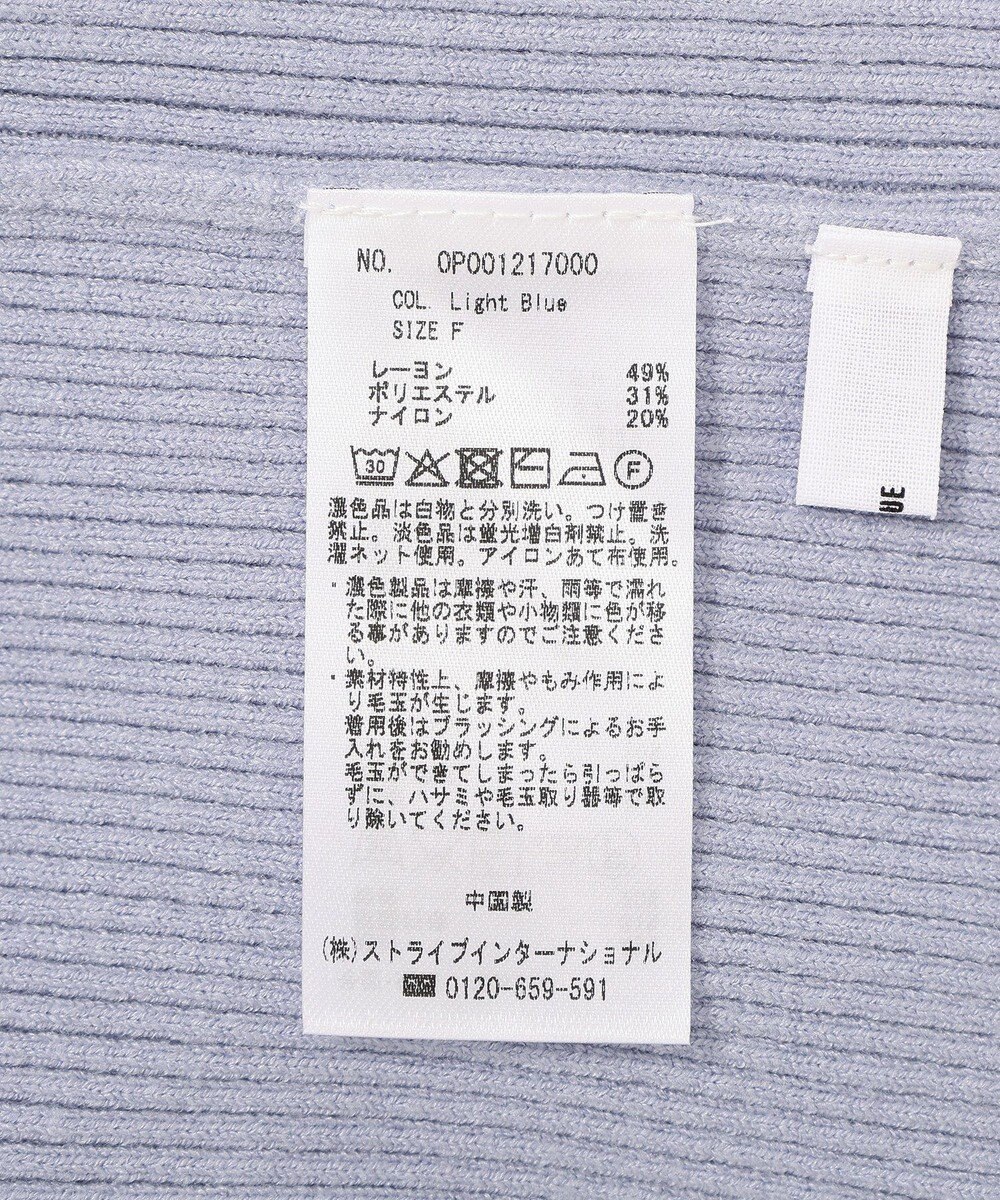 NO. OP001217000
COL. Light Blue
SIZE F
レーヨン 49%
ポリエステル 31%
ナイロン 20%
30 F
濃色品は白物と分別洗い。つけ置き
禁止。淡色品は蛍光増白剤禁止。洗
濯ネット使用。アイロンあて布使用。
・濃色製品は摩擦や汗、雨等で濡れ
た際に他の衣類や小物類に色が移
る事がありますのでご注意くださ
い。
・素材特性上、摩擦やもみ作用によ
り毛玉が生じます。
着用後はブラッシングによるお手
入れをお勧めします。
毛玉ができてしまったら引っぱら
ずに、ハサミや毛玉取り器等で取
り除いてください。
中国製
(株)ストライプインターナショナル
0120-659-591
UE